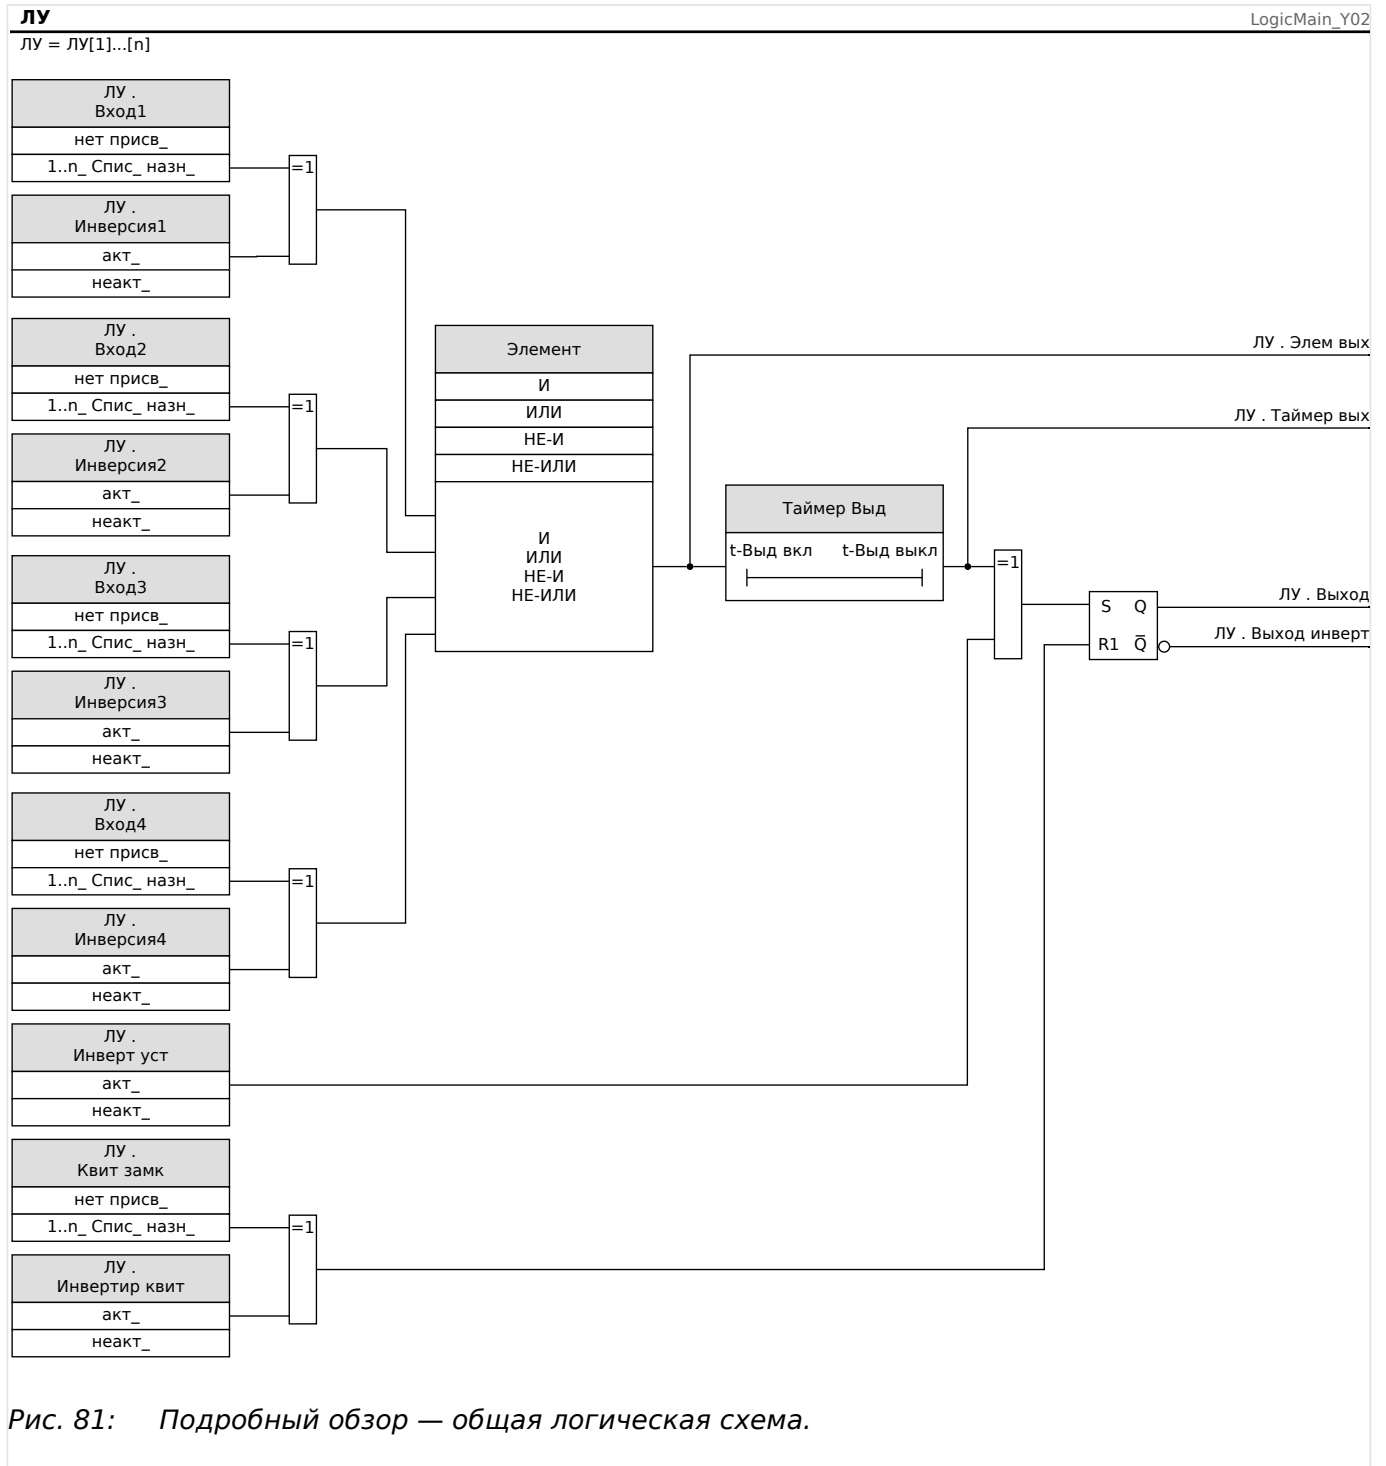 ЛУ
LogicMain_Y02
ЛУ = ЛУ[1]...[n]
ЛУ .
Вход1
нет присв_
1..n_ Спис_ назн_
=1
ЛУ .
Инверсия1
акт_
неакт_
ЛУ .
Вход2
нет присв_
1..n_ Спис_ назн_
=1
ЛУ .
Инверсия2
акт_
неакт_
ЛУ .
Вход3
нет присв_
1..n_ Спис_ назн_
=1
ЛУ .
Инверсия3
акт_
неакт_
ЛУ .
Вход4
нет присв_
1..n_ Спис_ назн_
=1
ЛУ .
Инверсия4
акт_
неакт_
ЛУ .
Инверт уст
акт_
неакт_
ЛУ .
Квит замк
нет присв_
1..n_ Спис_ назн_
=1
ЛУ .
Инвертир квит
акт_
неакт_
Элемент
И
ИЛИ
НЕ-И
НЕ-ИЛИ
И
ИЛИ
НЕ-И
НЕ-ИЛИ
Таймер Выд
t-Выд вкл t-Выд выкл
=1
S Q
R1 Q̅
ЛУ . Элем вых
ЛУ . Таймер вых
ЛУ . Выход
ЛУ . Выход инверт
Рис. 81: Подробный обзор — общая логическая схема.